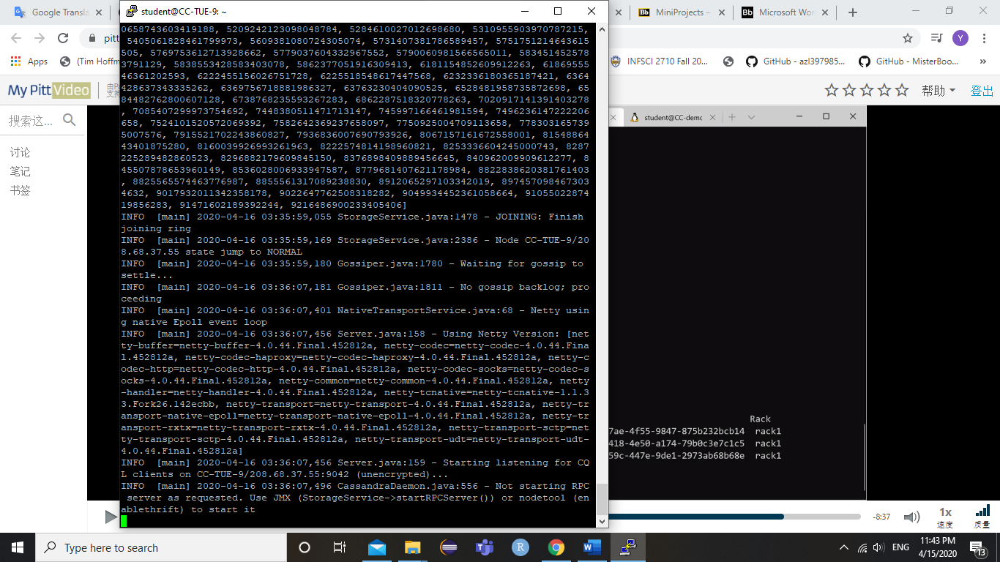 Google Translate
student@CC-TUE-9: ~
MiniProjects –
Microsoft Wor
pitt
Apps
(Tim Hoffm
INFSCI 2710 Fall 20...
GitHub - azl397985...
GitHub - MisterBoo...
»
My Pitt Video
帮助
登出
搜索这...
讨论
笔记
书签
student@CC-demo
0658743603419188, 5209242123098048784, 5284610027012698680, 5310955903970787215,
5405061828461799973, 5609381080724305074, 5731407381786589457, 5751751214643615
505, 5769753612713928662, 5779037604332967552, 5790060981566565011, 583451452578
3791129, 5838553428583403078, 5862377051916309413, 6181154852609912263, 61869555
46361202593, 6222455156026751728, 6225518548617447568, 6232336180365187421, 6364
428637343335262, 6369756718881986327, 637632304040905​25, 6528481958735872698, 65
84482762800607128, 6738768235593267283, 6862287518320778263, 7020917141391403278
, 7085407299973754692, 7448380511471713147, 745997166461981594, 7496236147222206
658, 7524101520572069392, 7582642369237658097, 7750925004709113658, 778303165739
5007576, 7915521702243860827, 7936836007690793926, 8067157161672558001, 81548864
43401875280, 8160039926993261963, 8222574814198960821, 8253336604245000743, 8287
225289482860523, 8296882179609845150, 8376898409889456645, 840962009909612277, 8
455078786539​60149, 8536028006933947587, 8779681407621178984, 8822838620381761403
, 8825565574463776987, 8855561317089238830, 8912065297103342019, 897457098467303
4632, 9017932011342358178, 9022647762508318282, 9049934452361058664, 91055022874
19856283, 91471602189392244, 9216486900233405406]
INFO [main] 2020-04-16 03:35:59,055 StorageService.java:1478 - JOINING: Finish
joining ring
INFO [main] 2020-04-16 03:35:59,169 StorageService.java:2386 - Node CC-TUE-9/20
8.68.37.55 state jump to NORMAL
INFO [main] 2020-04-16 03:35:59,180 Gossiper.java:1780 - Waiting for gossip to
settle...
INFO [main] 2020-04-16 03:36:07,181 Gossiper.java:1811 - No gossip backlog; pro
ceeding
INFO [main] 2020-04-16 03:36:07,401 NativeTransportService.java:68 - Netty usin
g native Epoll event loop
INFO [main] 2020-04-16 03:36:07,456 Server.java:158 - Using Netty Version: [net
ty-buffer=netty-buffer-4.0.44.Final.452812a, netty-codec=netty-codec-4.0.44.Fina
l.452812a, netty-codec-haproxy=netty-codec-haproxy-4.0.44.Final.452812a, netty-c
odec-http=netty-codec-http-4.0.44.Final.452812a, netty-codec-socks=netty-codec-s
ocks-4.0.44.Final.452812a, netty-common=netty-common-4.0.44.Final.452812a, netty
-handler=netty-handler-4.0.44.Final.452812a, netty-tcnative=netty-tcnative-1.1.3
3.Fork26.142ecbb, netty-transport=netty-transport-4.0.44.Final.452812a, netty-tr
ansport-native-epoll=netty-transport-native-epoll-4.0.44.Final.452812a, netty-tr
ansport-rxtx=netty-transport-rxtx-4.0.44.Final.452812a, netty-transport-sctp=net
ty-transport-sctp-4.0.44.Final.452812a, netty-transport-udt=netty-transport-udt-
4.0.44.Final.452812a]
INFO [main] 2020-04-16 03:36:07,456 Server.java:159 - Starting listening for CQ
L clients on CC-TUE-9/208.68.37.55:9042 (unencrypted)...
INFO [main] 2020-04-16 03:36:07,496 CassandraDaemon.java:556 - Not starting RPC
server as requested. Use JMX (StorageService->startRPCServer()) or nodetool (en
ablethrift) to start it
Rack
7ae-4f55-9847-875b232bcb14 rack1
418-4e50-a174-79b0c3e7c1c5 rack1
59c-447e-9de1-2973ab68b68e rack1
-8:37
1x
速度
质量
Type here to search
ENG
11:43 PM
4/15/2020
13